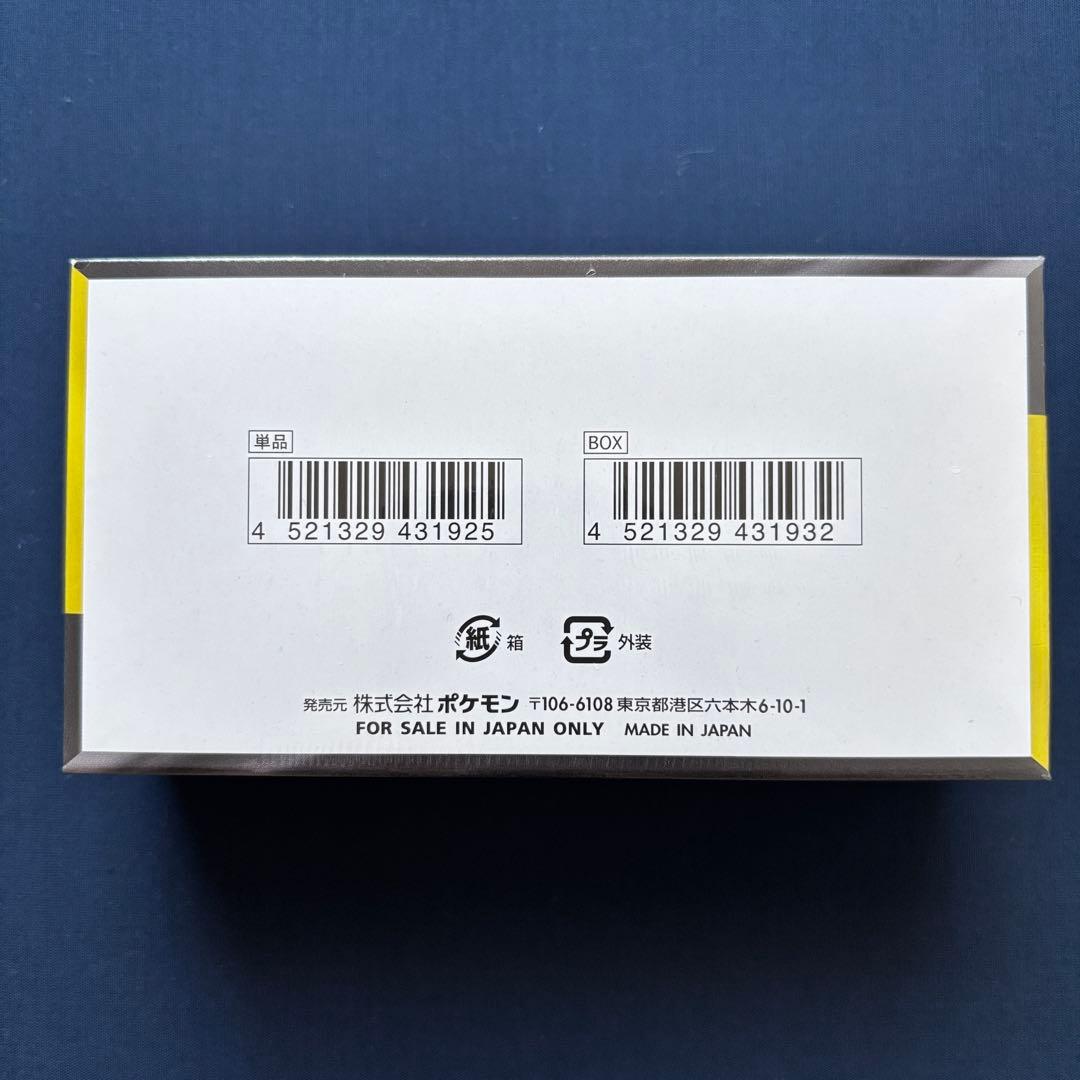 単品
4 521329 431925
BOX
4 521329 431932
紙 箱
プラ 外装
発売元 株式会社 ポケモン 〒106-6108 東京都港区六本木6-10-1
FOR SALE IN JAPAN ONLY MADE IN JAPAN